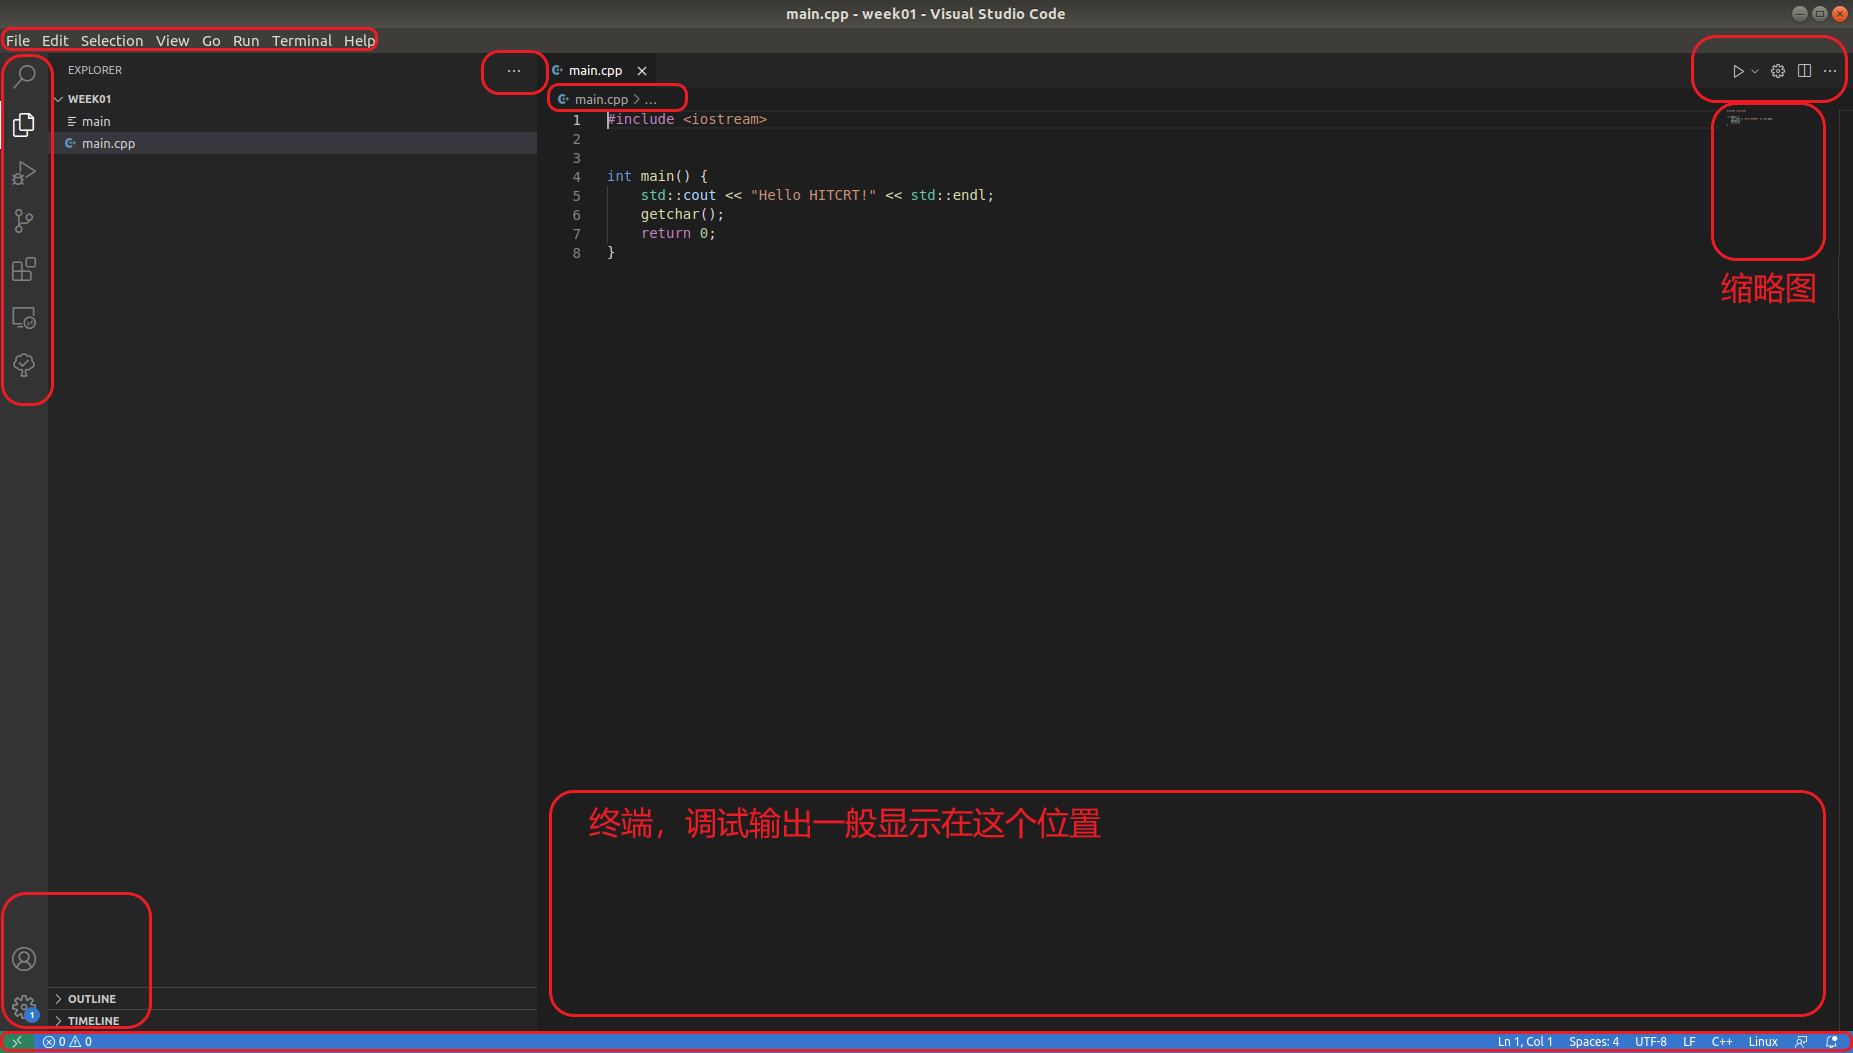 main.cpp - week01 - Visual Studio Code
File Edit Selection View Go Run Terminal Help
EXPLORER
WEEK01
main
main.cpp
main.cpp
main.cpp > ...
1 #include <iostream>
2
3
4 int main() {
5 std::cout << "Hello HITCRT!" << std::endl;
6 getchar();
7 return 0;
8 }
缩略图
终端，调试输出一般显示在这个位置
OUTLINE
TIMELINE
1
0 0 Ln 1, Col 1 Spaces: 4 UTF-8 LF C++ Linux